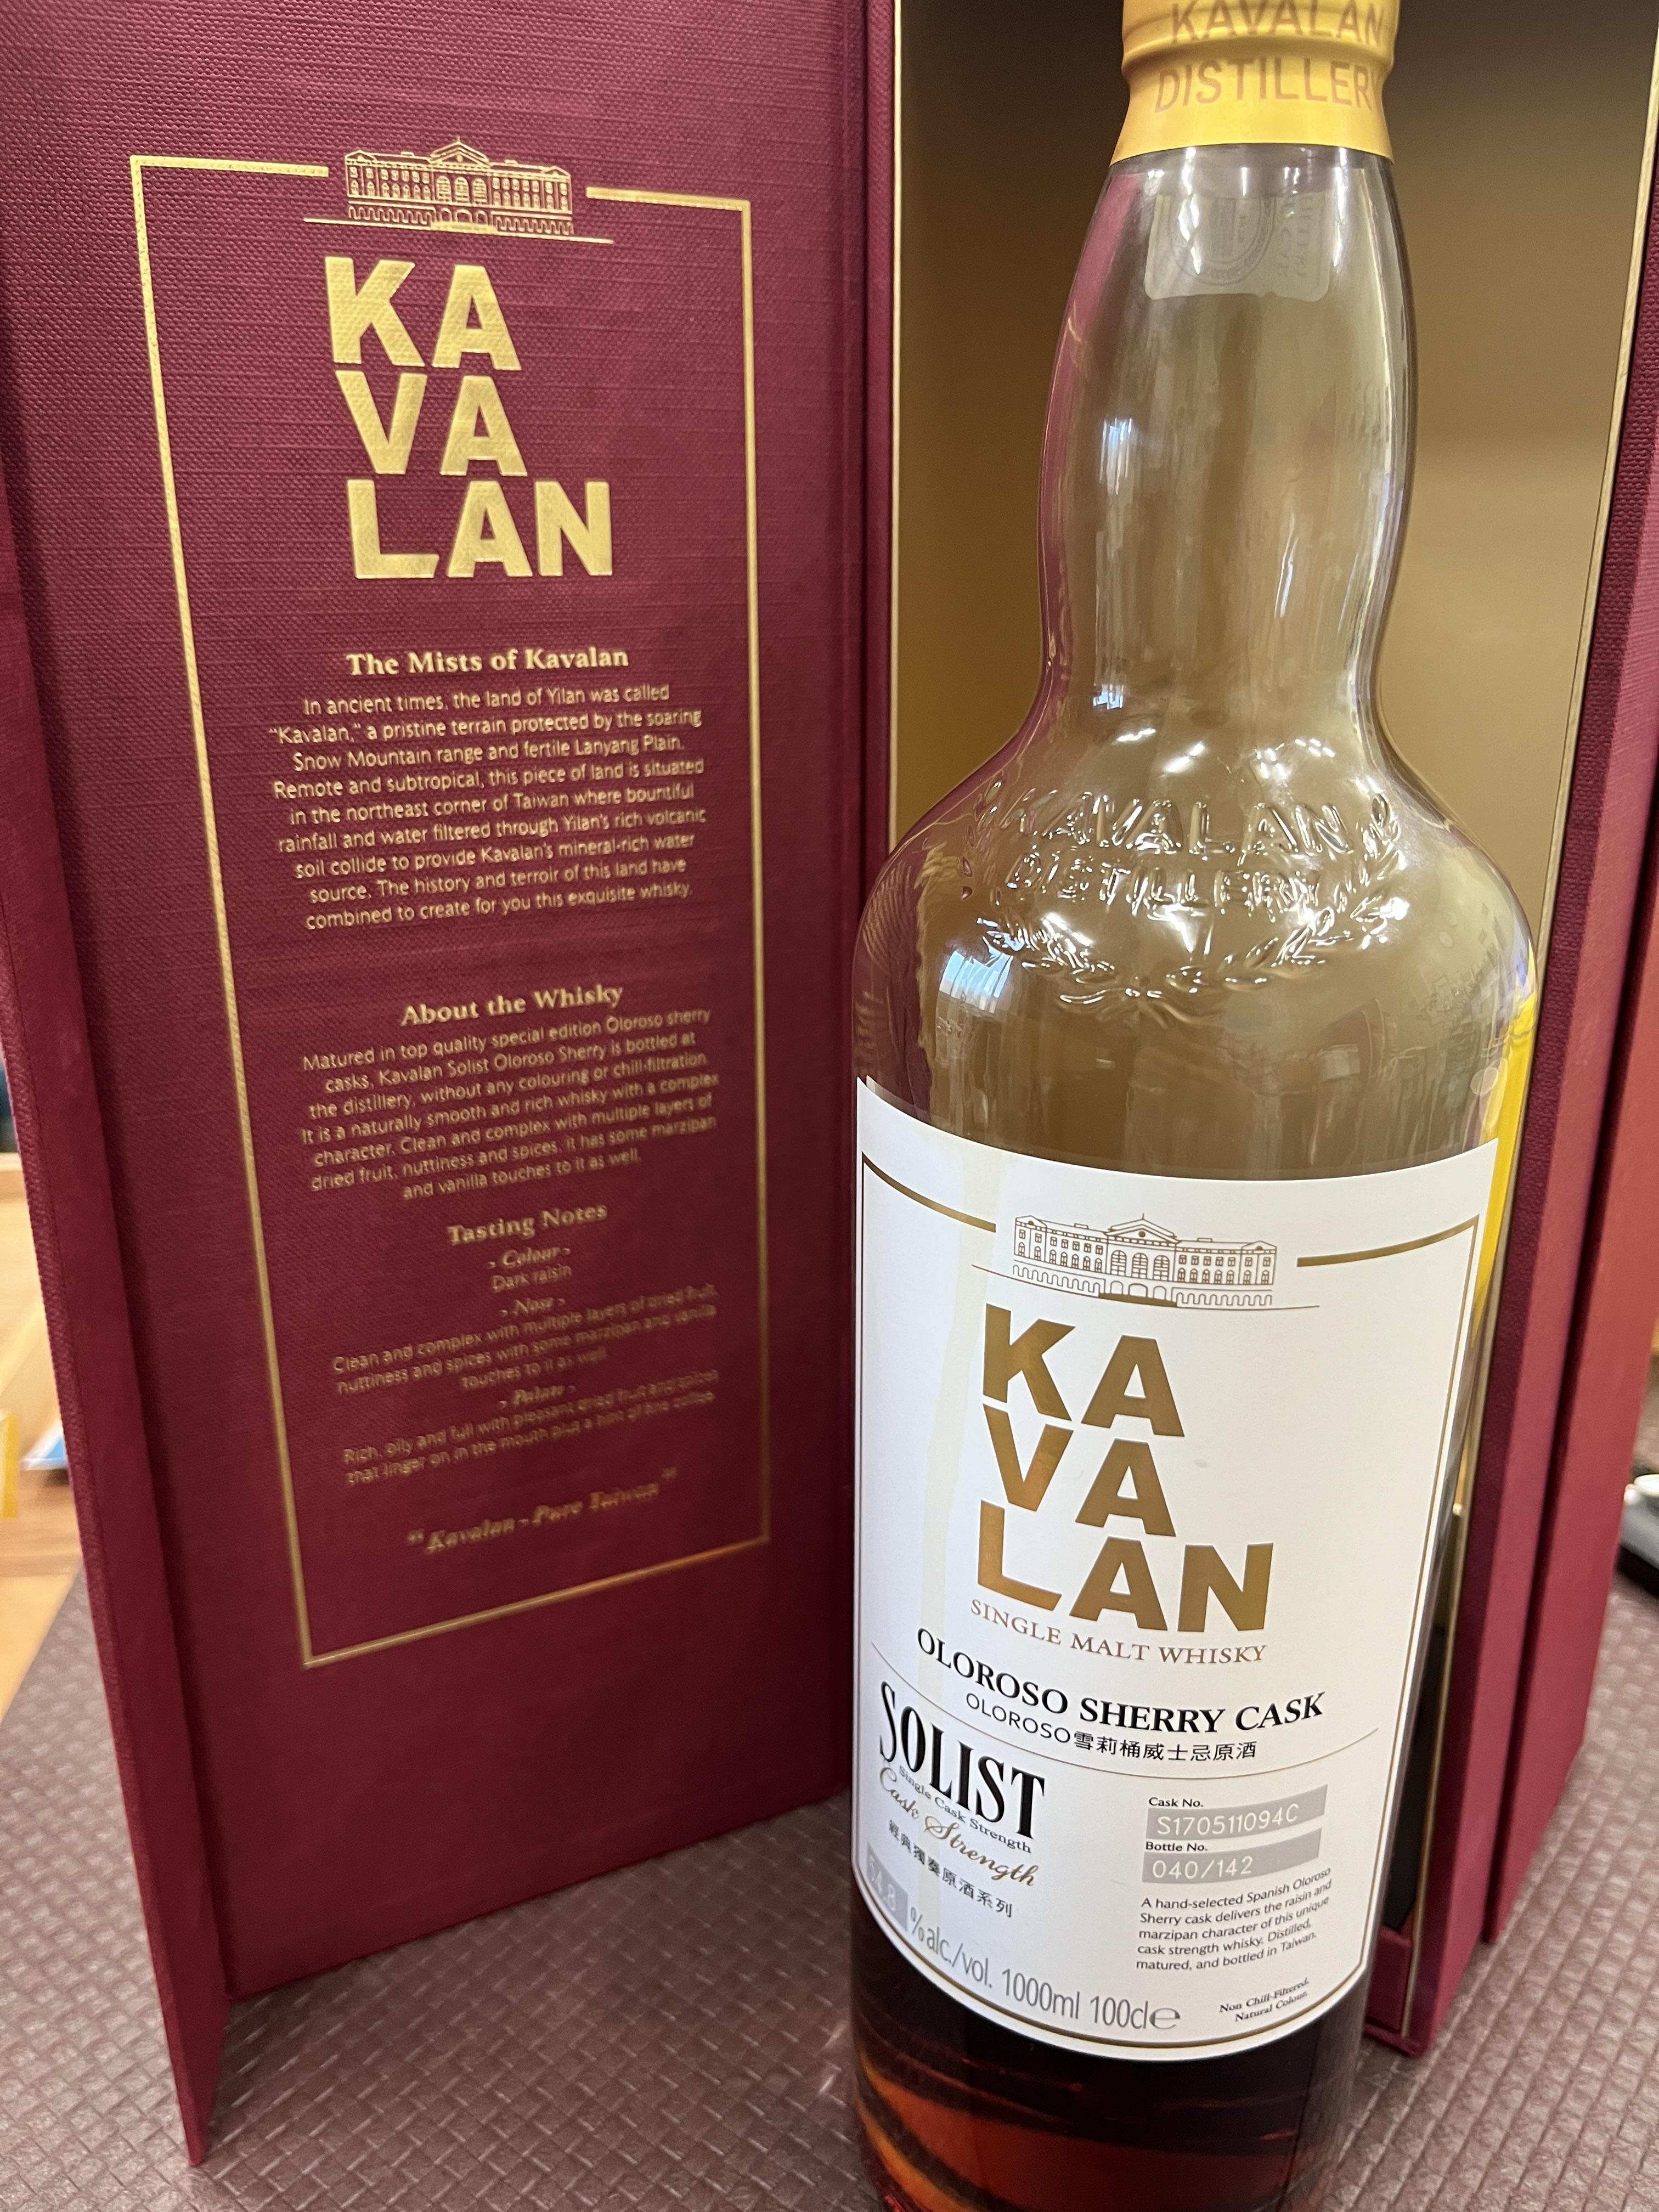 KA
VA
LAN
The Mists of Kavalan
In ancient times, the land of Yilan was called
"Kavalan," a pristine terrain protected by the soaring
Snow Mountain range and fertile Lanyang Plain.
Remote and subtropical, this piece of land is situated
in the northeast corner of Taiwan where bountiful
rainfall and water filtered through Yilan's rich volcanic
soil collide to provide Kavalan's mineral-rich water
source. The history and terroir of this land have
combined to create for you this exquisite whisky.
About the Whisky
Matured in top quality special edition Oloroso sherry
casks, Kavalan Solist Oloroso Sherry is bottled at
the distillery, without any colouring or chill-filtration.
It is a naturally smooth and rich whisky with a complex
character. Clean and complex with multiple layers of
dried fruit, nuttiness and spices, it has some marzipan
and vanilla touches to it as well.
Tasting Notes
- Colour -
Dark raisin
- Nose -
Clean and complex with multiple layers of dried fruit,
nuttiness and spices with some marzipan and vanilla
touches to it as well.
- Palate -
Rich, oily and full with pleasant dried fruit and spices
that linger on in the mouth plus a hint of fine coffee.
"Kavalan - Pure Taiwan"
KAVALAN
DISTILLERY
KAVALAN
DISTILLERY
KA
VA
LAN
SINGLE MALT WHISKY
OLOROSO SHERRY CASK
OLOROSO雪莉桶威士忌原酒
SOLIST
Single Cask Strength
Cask Strength
經典獨奏原酒系列
54.8 %alc./vol. 1000ml 100cl℮
Cask No.
S170511094C
Bottle No.
040/142
A hand-selected Spanish Oloroso
Sherry cask delivers the raisin and
marzipan character of this unique
cask strength whisky. Distilled,
matured, and bottled in Taiwan.
Non Chill-Filtered.
Natural Colour.